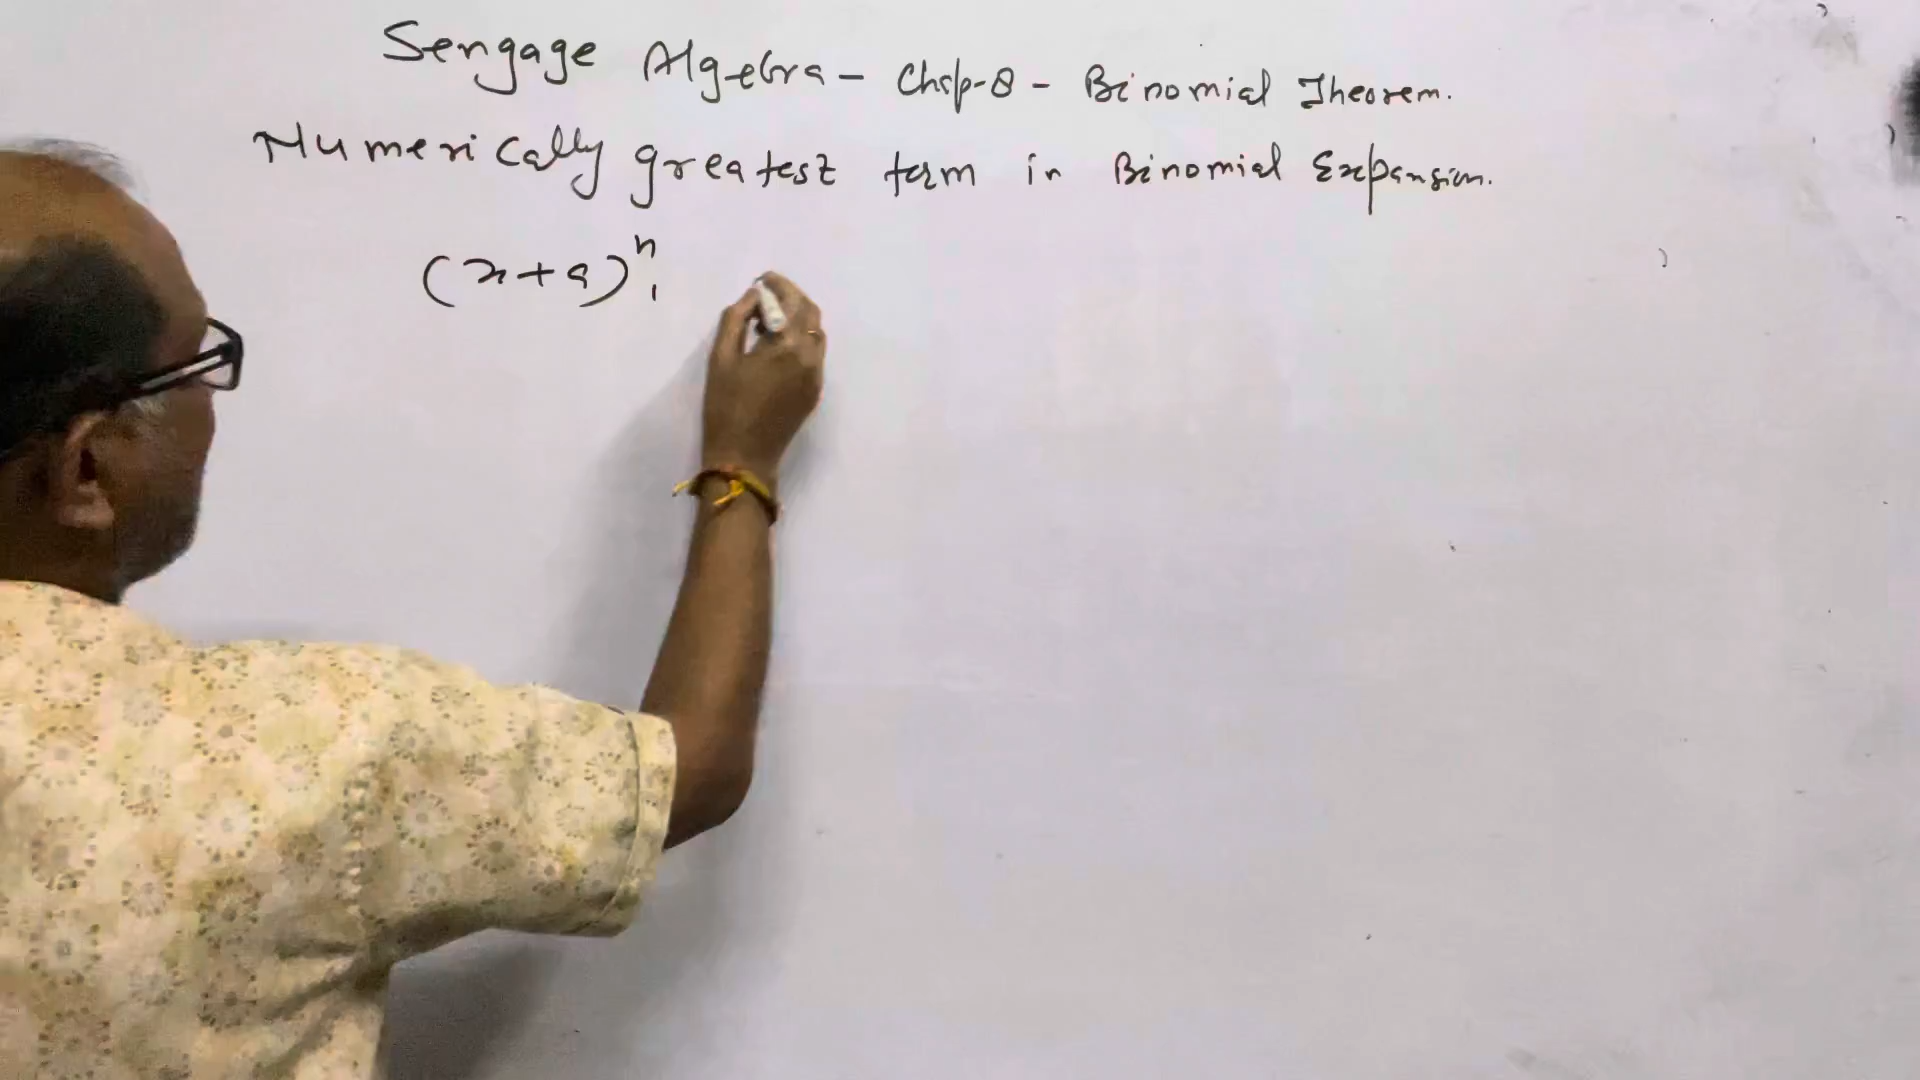 Sengage Algebra - Chap-8 - Binomial Theorem.
Numerically greatest term in Binomial Expansion.
(x+a)^n,